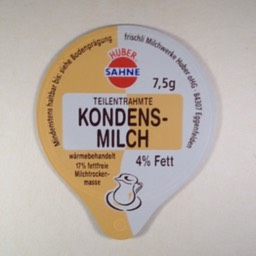 Mindestens haltbar bis: siehe Bodenprägung
frischli Milchwerke Huber oHG · 84307 Eggenfelden
HUBER
SAHNE
7,5g
TEILENTRAHMTE
KONDENS-
MILCH
wärmebehandelt
17% fettfreie
Milchtrocken-
masse
4% Fett